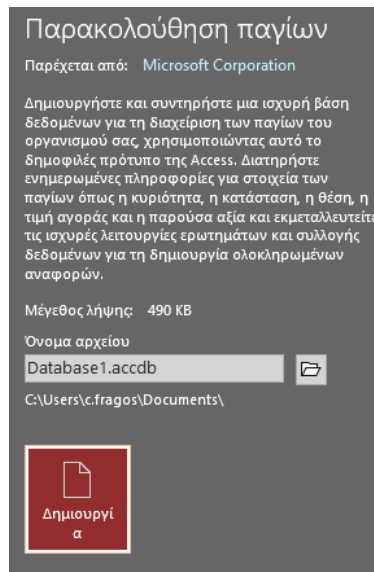 Παρακολούθηση παγίων
Παρέχεται από: Microsoft Corporation
Δημιουργήστε και συντηρήστε μια ισχυρή βάση
δεδομένων για τη διαχείριση των παγίων του
οργανισμού σας, χρησιμοποιώντας αυτό το
δημοφιλές πρότυπο της Access. Διατηρήστε
ενημερωμένες πληροφορίες για στοιχεία των
παγίων όπως η κυριότητα, η κατάσταση, η θέση, η
τιμή αγοράς και η παρούσα αξία και εκμεταλλευτείτε
τις ισχυρές λειτουργίες ερωτημάτων και συλλογής
δεδομένων για τη δημιουργία ολοκληρωμένων
αναφορών.
Μέγεθος λήψης: 490 KB
Όνομα αρχείου
Database1.accdb
C:\Users\c.fragos\Documents\
Δημιουργί
α